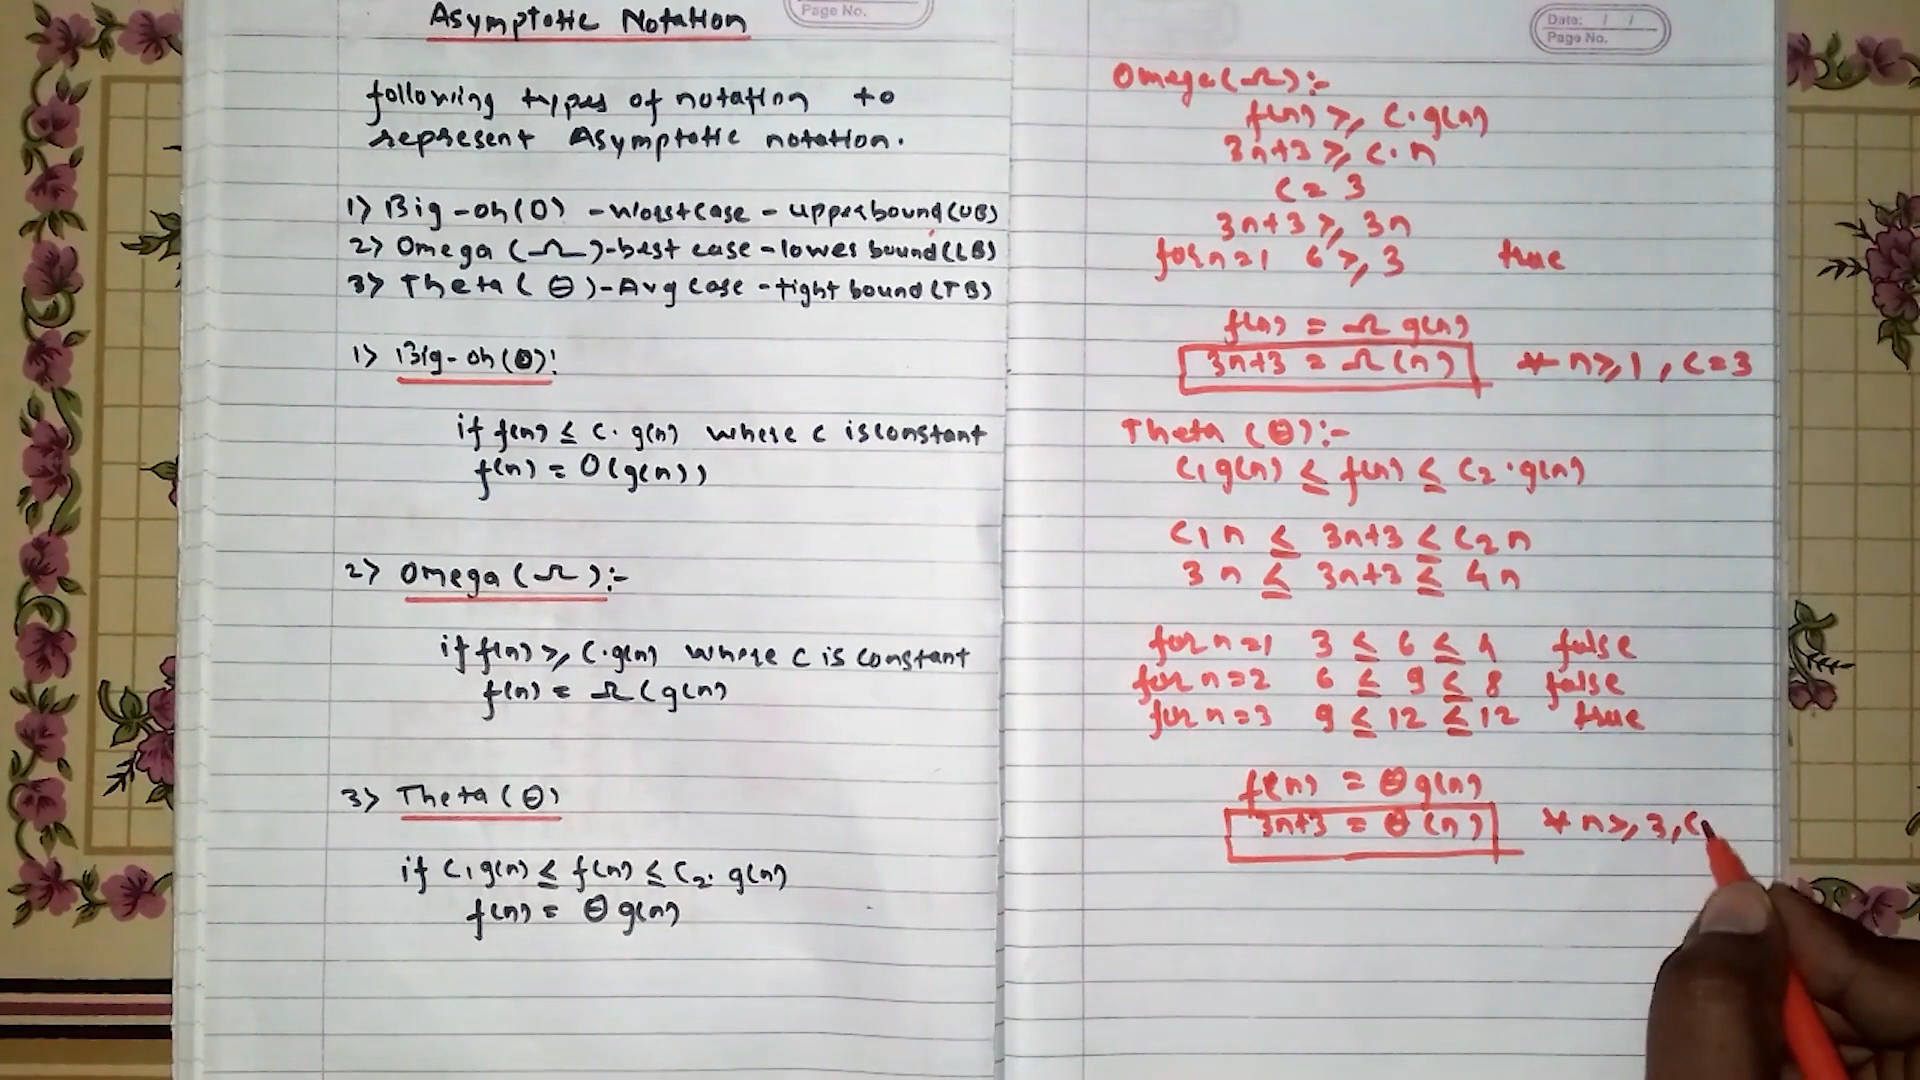 Asymptotic Notation
Page No.
following types of notation to
represent Asymptotic notation.
1) Big-oh(O) - worst case - upper bound(UB)
2) Omega (Ω)-best case - lower bound(LB)
3) Theta (Θ)-Avg case - tight bound(TB)
1) Big-oh(O):
if f(n) ≤ c. g(n) where c is constant
f(n) = O(g(n))
2) Omega (Ω):-
if f(n) ≥ c.g(n) where c is constant
f(n) = Ω(g(n)
3) Theta (Θ)
if c1g(n) ≤ f(n) ≤ c2. g(n)
f(n) = Θ g(n)
Date: / /
Page No.
Omega(Ω):-
f(n) ≥ c.g(n)
3n+3 ≥ c.n
c = 3
3n+3 ≥ 3n
for n=1 6 ≥ 3 true
f(n) = Ω g(n)
3n+3 = Ω(n) ∀ n≥1, c=3
Theta (Θ):-
c1g(n) ≤ f(n) ≤ c2.g(n)
c1n ≤ 3n+3 ≤ c2n
3n ≤ 3n+3 ≤ 4n
for n=1 3 ≤ 6 ≤ 4 false
for n=2 6 ≤ 9 ≤ 8 false
for n=3 9 ≤ 12 ≤ 12 true
f(n) = Θ g(n)
3n+3 = Θ(n) ∀ n≥3, c